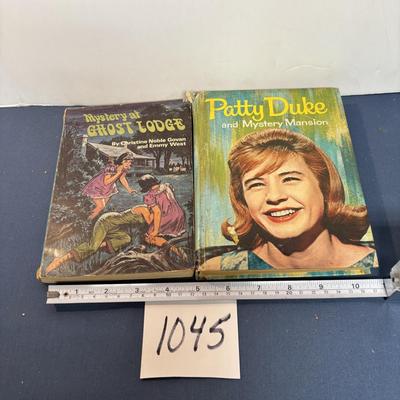 Mystery at
GHOST LODGE
By Christine Noble Govan
and Emmy West
Patty Duke
and Mystery Mansion
1 2 3 4 5 6 7 8 9 10
1045